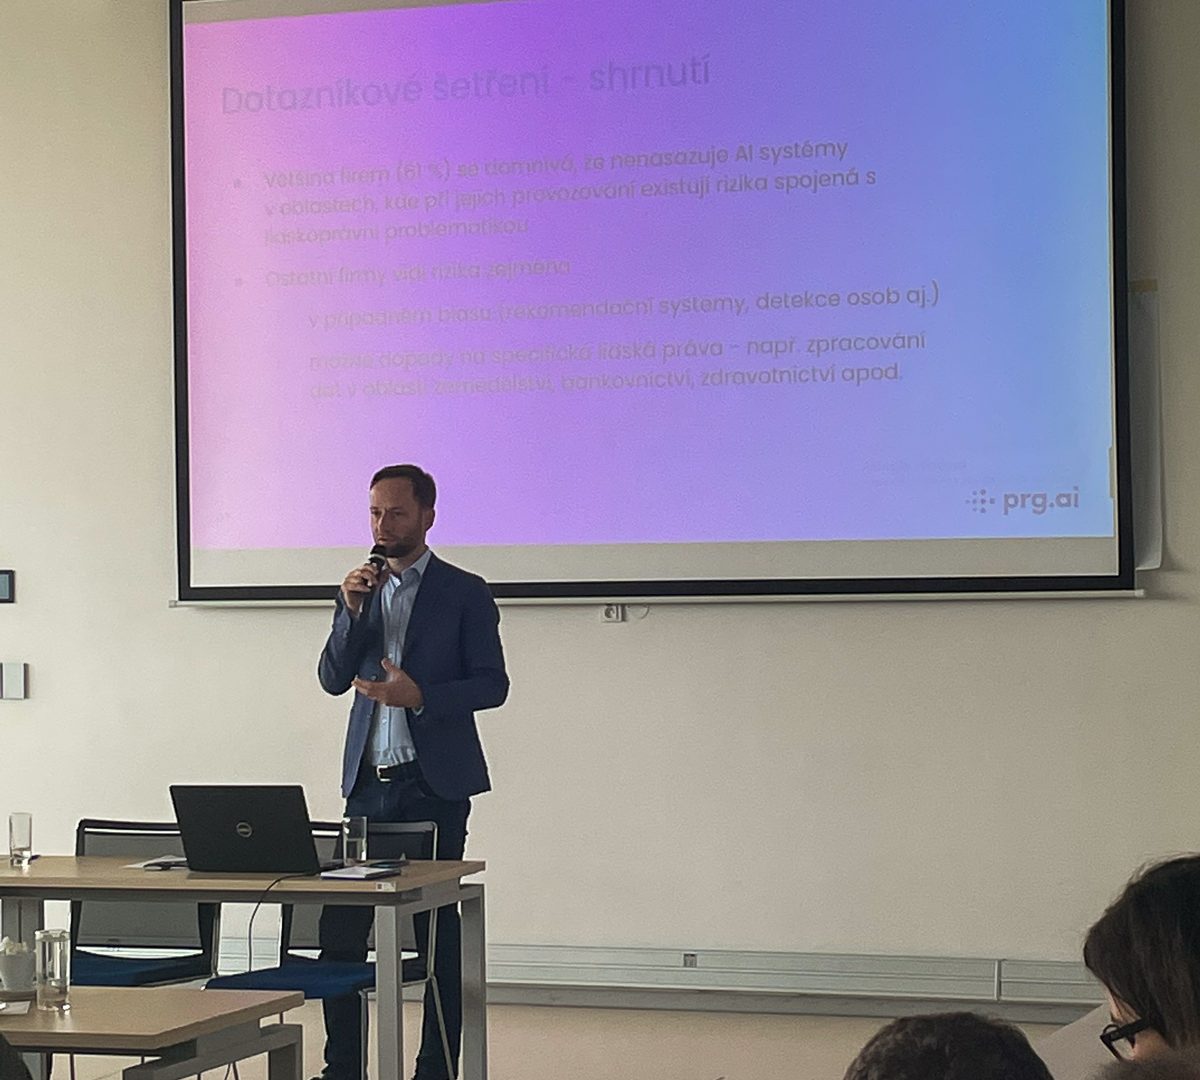 Dotazníkové šetření - shrnutí
Většina firem (61 %) se domnívá, že nenasazuje AI systémy
v oblastech, kde při jejich provozování existují rizika spojená s
lidskoprávní problematikou
Ostatní firmy vidí rizika zejména
v případném biasu (rekomendační systémy, detekce osob aj.)
možné dopady na specifická lidská práva - např. zpracování
dat v oblasti zemědělství, bankovnictví, zdravotnictví apod.
prg.ai
DELL